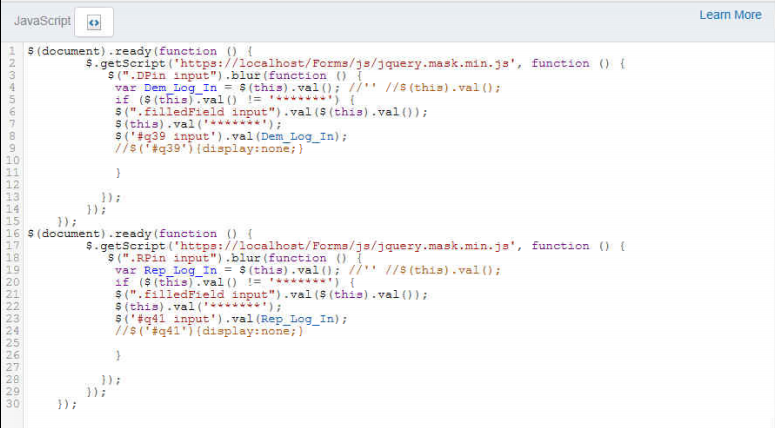 JavaScript
Learn More
1 $(document).ready(function () {
2 $.getScript('https://localhost/Forms/js/jquery.mask.min.js', function () {
3 $(".DPin input").blur(function () {
4 var Dem_Log_In = $(this).val(); //'' //$(this).val();
5 if ($(this).val() != '*******') {
6 $(".filledField input").val($(this).val());
7 $(this).val('*******');
8 $('#q39 input').val(Dem_Log_In);
9 //$('#q39'){display:none;}
10
11 }
12
13 });
14 });
15 });
16 $(document).ready(function () {
17 $.getScript('https://localhost/Forms/js/jquery.mask.min.js', function () {
18 $(".RPin input").blur(function () {
19 var Rep_Log_In = $(this).val(); //'' //$(this).val();
20 if ($(this).val() != '*******') {
21 $(".filledField input").val($(this).val());
22 $(this).val('*******');
23 $('#q41 input').val(Rep_Log_In);
24 //$('#q41'){display:none;}
25
26 }
27
28 });
29 });
30 });